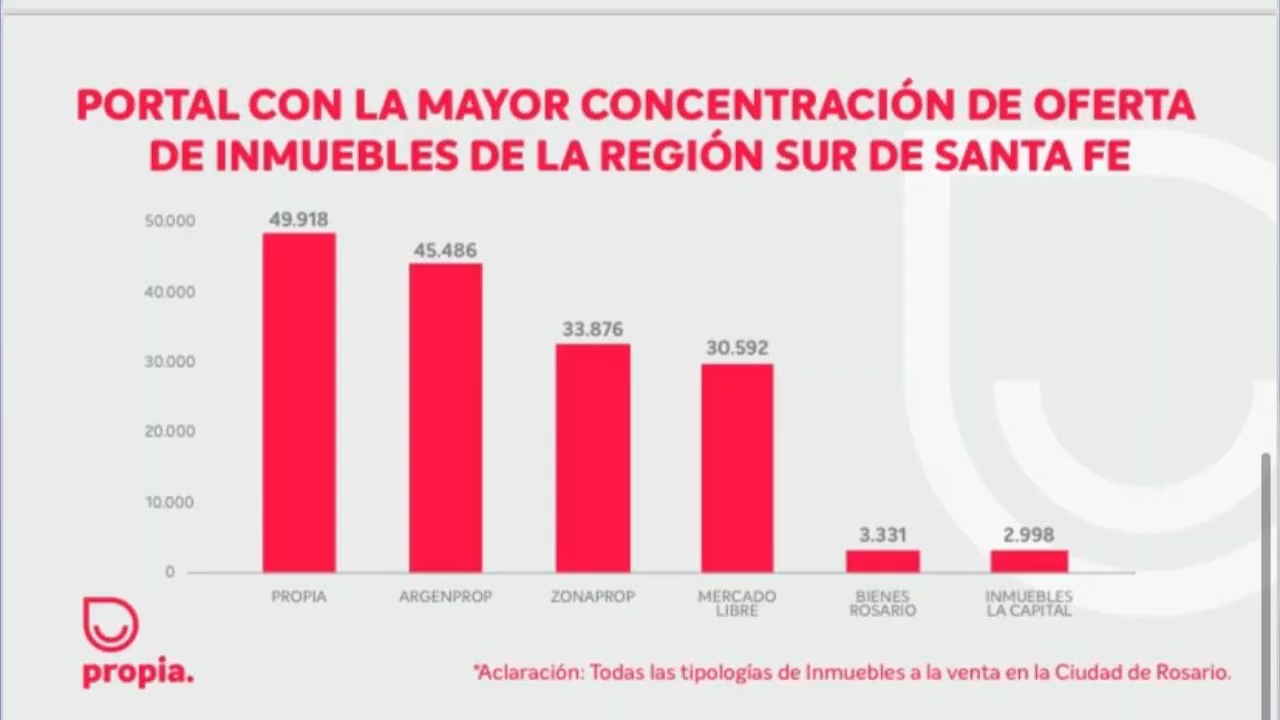 PORTAL CON LA MAYOR CONCENTRACIÓN DE OFERTA
DE INMUEBLES DE LA REGIÓN SUR DE SANTA FE
50.000
40.000
30.000
20.000
10.000
0
49.918
45.486
33.876
30.592
3.331
2.998
PROPIA
ARGENPROP
ZONAPROP
MERCADO
LIBRE
BIENES
ROSARIO
INMUEBLES
LA CAPITAL
propia.
*Aclaración: Todas las tipologías de Inmuebles a la venta en la Ciudad de Rosario.